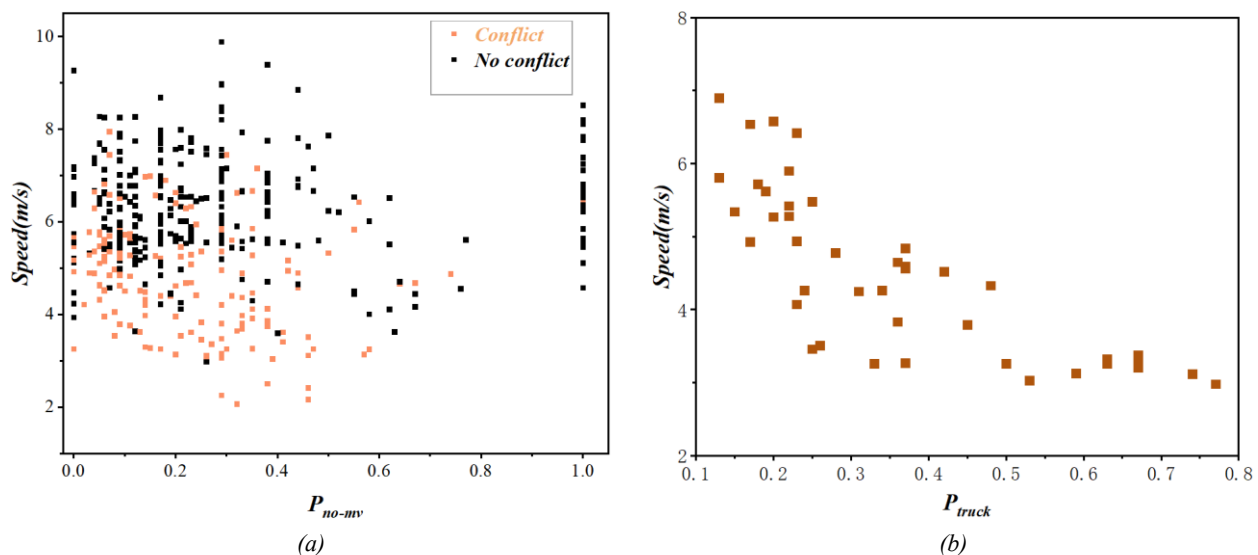 Conflict
No conflict
10
8
6
4
2
Speed(m/s)
0.0 0.2 0.4 0.6 0.8 1.0
P no-mv
(a)
8
6
4
2
Speed(m/s)
0.1 0.2 0.3 0.4 0.5 0.6 0.7 0.8
P truck
(b)